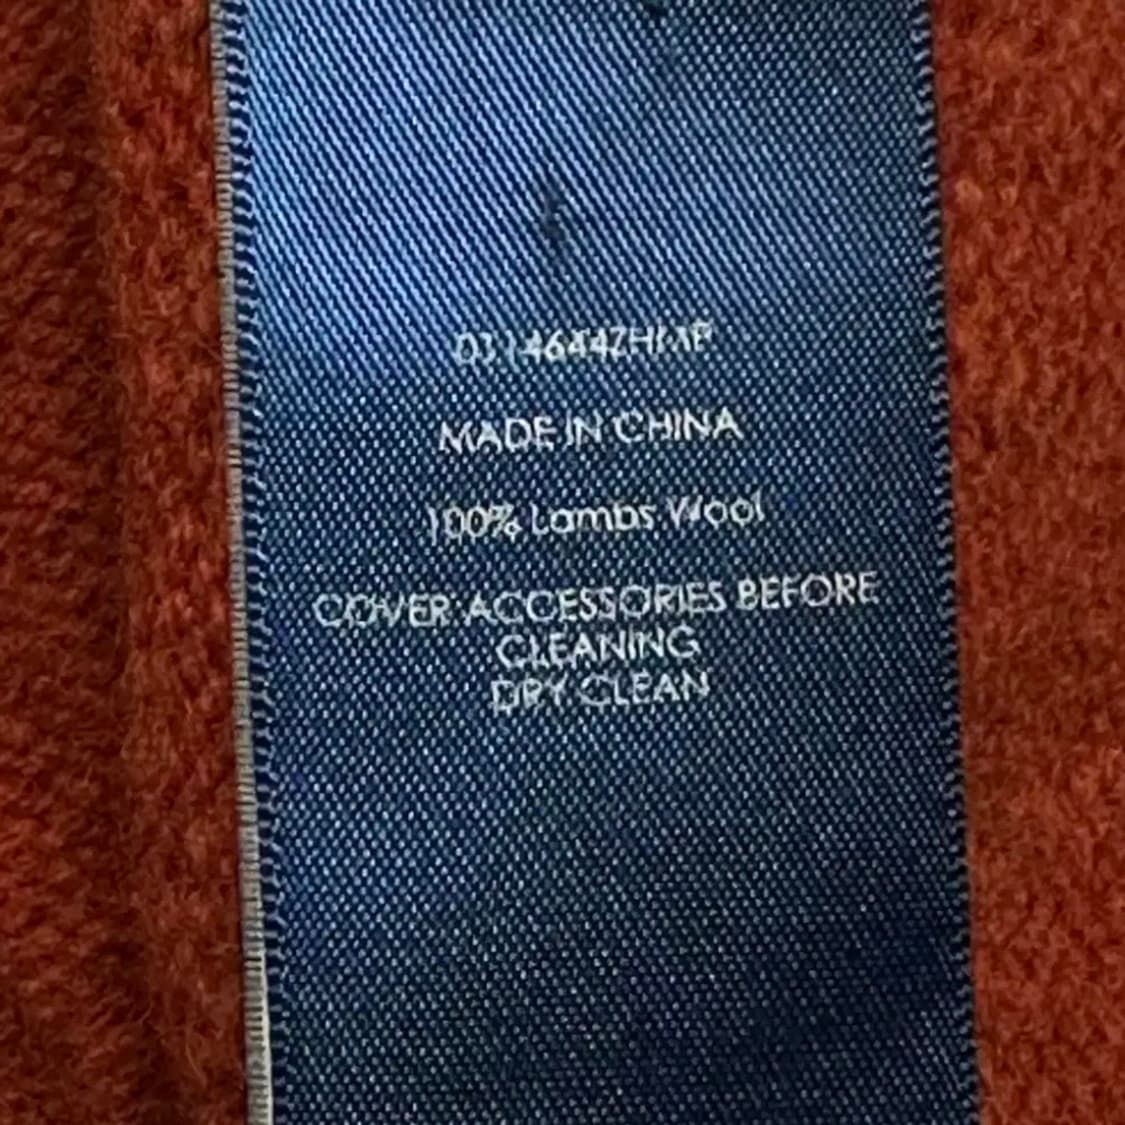 MADE IN CHINA
100% Lambs Wool
COVER ACCESSORIES BEFORE
CLEANING
DRY CLEAN